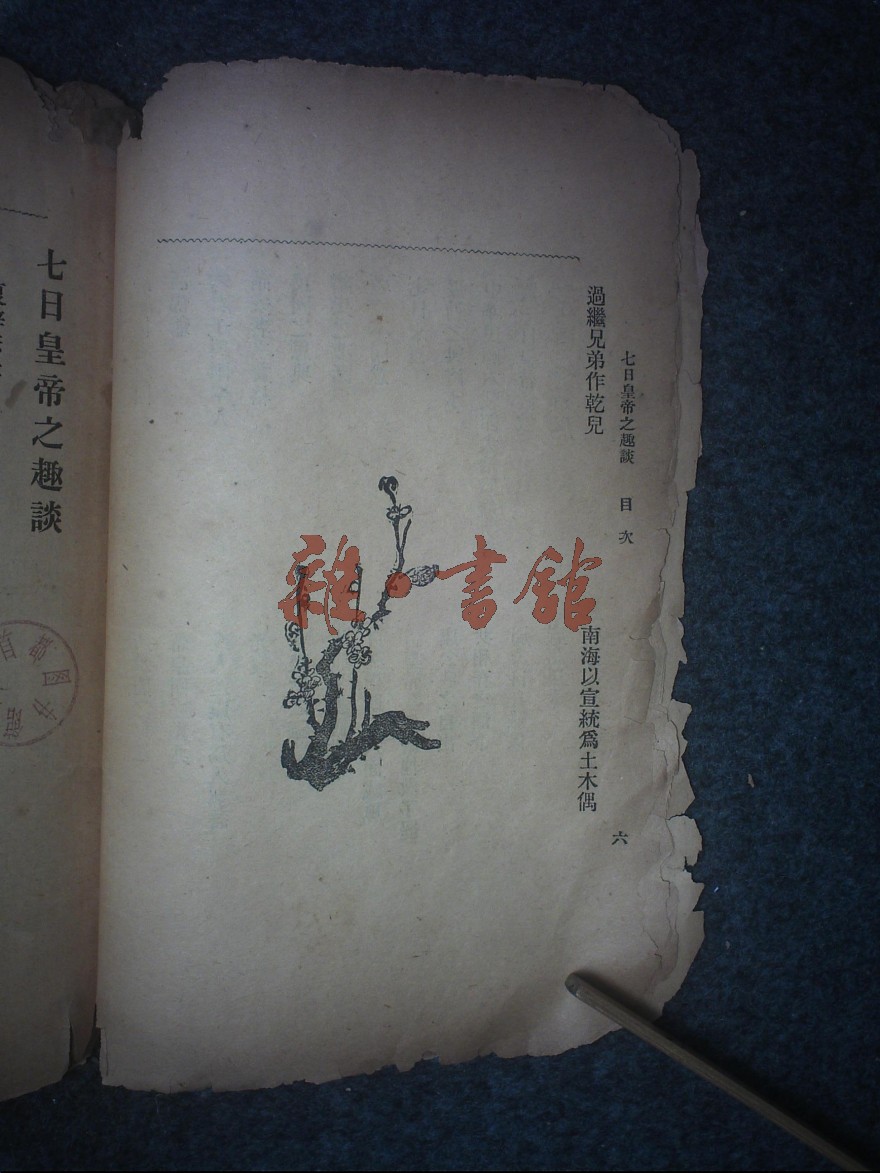 七日皇帝之趣談 目次 六
過繼兄弟作乾兒 南海以宣統爲土木偶
雜·書館
七日皇帝之趣談